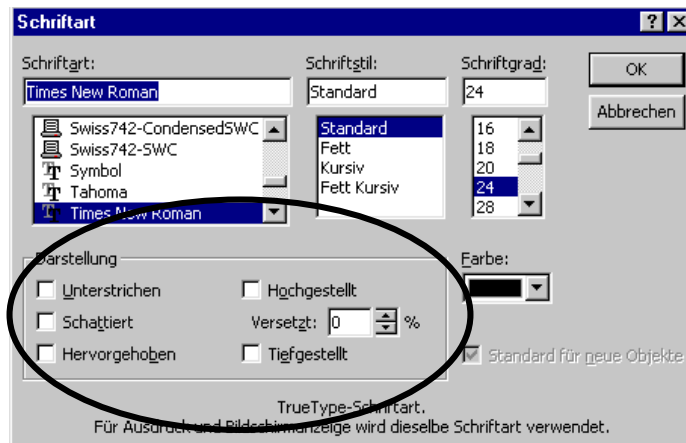 Schriftart
Schriftart: Schriftstil: Schriftgrad:
Times New Roman Standard 24 OK
Abbrechen
Swiss742-CondensedSWC Standard 16
Swiss742-SWC Fett 18
Symbol Kursiv 20
Tahoma Fett Kursiv 24
Times New Roman 28
Darstellung Farbe:
Unterstrichen Hochgestellt
Schattiert Versetzt: 0 %
Hervorgehoben Tiefgestellt Standard für neue Objekte
TrueType-Schriftart.
Für Ausdruck und Bildschirmanzeige wird dieselbe Schriftart verwendet.